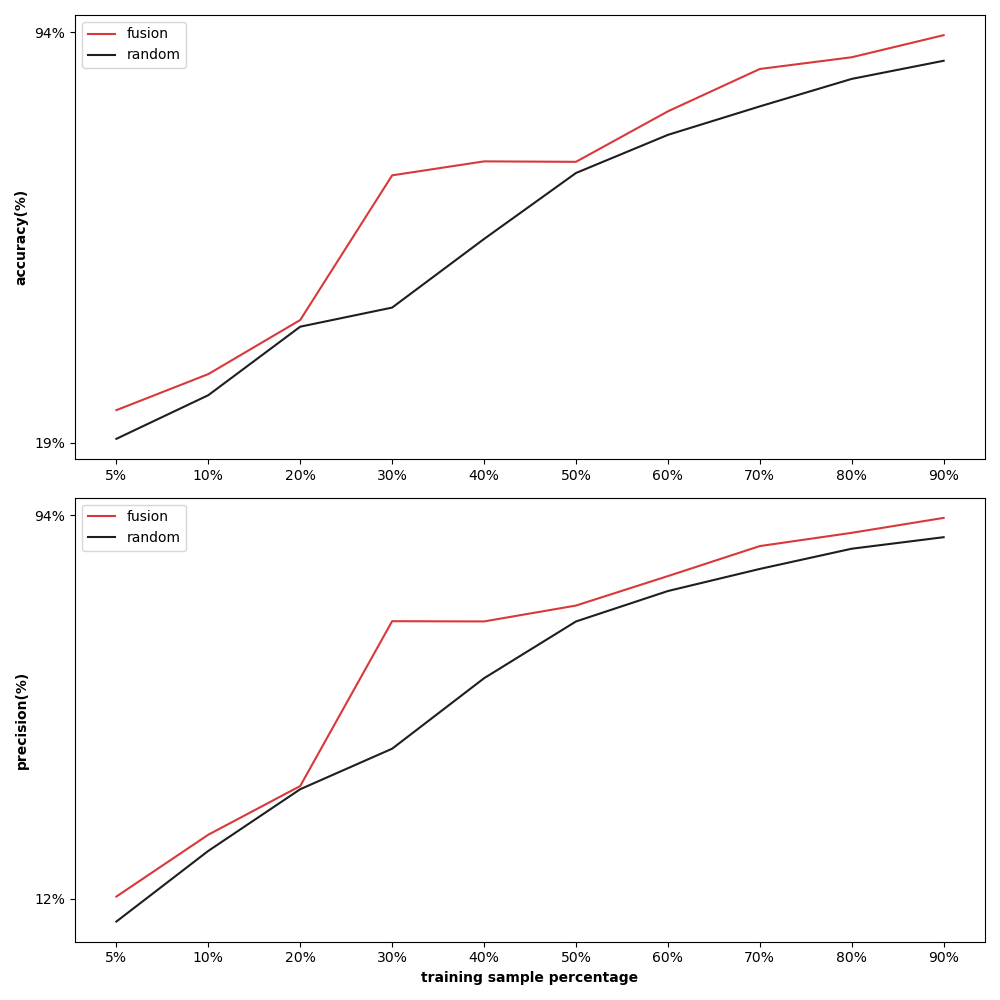 94%
fusion
random
accuracy(%)
19%
5% 10% 20% 30% 40% 50% 60% 70% 80% 90%
94%
fusion
random
precision(%)
12%
5% 10% 20% 30% 40% 50% 60% 70% 80% 90%
training sample percentage